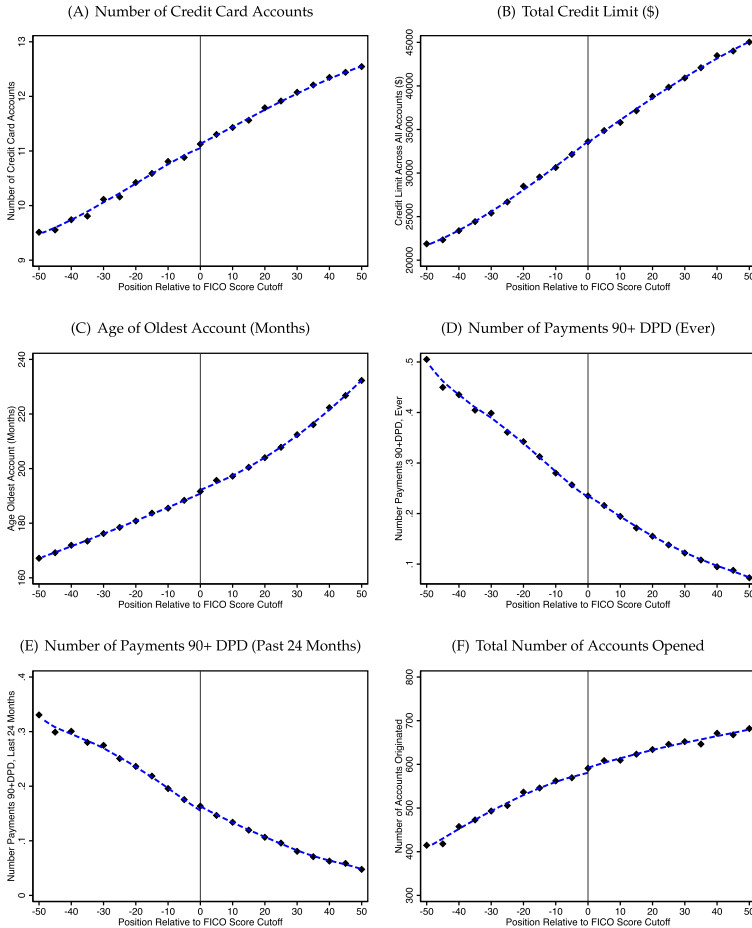 (A) Number of Credit Card Accounts
Number of Credit Card Accounts
13
12
11
10
9
-50 -40 -30 -20 -10 0 10 20 30 40 50
Position Relative to FICO Score Cutoff
(B) Total Credit Limit ($)
Credit Limit Across All Accounts ($)
45000
40000
35000
30000
25000
20000
-50 -40 -30 -20 -10 0 10 20 30 40 50
Position Relative to FICO Score Cutoff
(C) Age of Oldest Account (Months)
Age Oldest Account (Months)
240
220
200
180
160
-50 -40 -30 -20 -10 0 10 20 30 40 50
Position Relative to FICO Score Cutoff
(D) Number of Payments 90+ DPD (Ever)
Number Payments 90+DPD, Ever
.5
.4
.3
.2
.1
-50 -40 -30 -20 -10 0 10 20 30 40 50
Position Relative to FICO Score Cutoff
(E) Number of Payments 90+ DPD (Past 24 Months)
Number Payments 90+DPD, Last 24 Months
.4
.3
.2
.1
0
-50 -40 -30 -20 -10 0 10 20 30 40 50
Position Relative to FICO Score Cutoff
(F) Total Number of Accounts Opened
Number of Accounts Originated
800
700
600
500
400
300
-50 -40 -30 -20 -10 0 10 20 30 40 50
Position Relative to FICO Score Cutoff